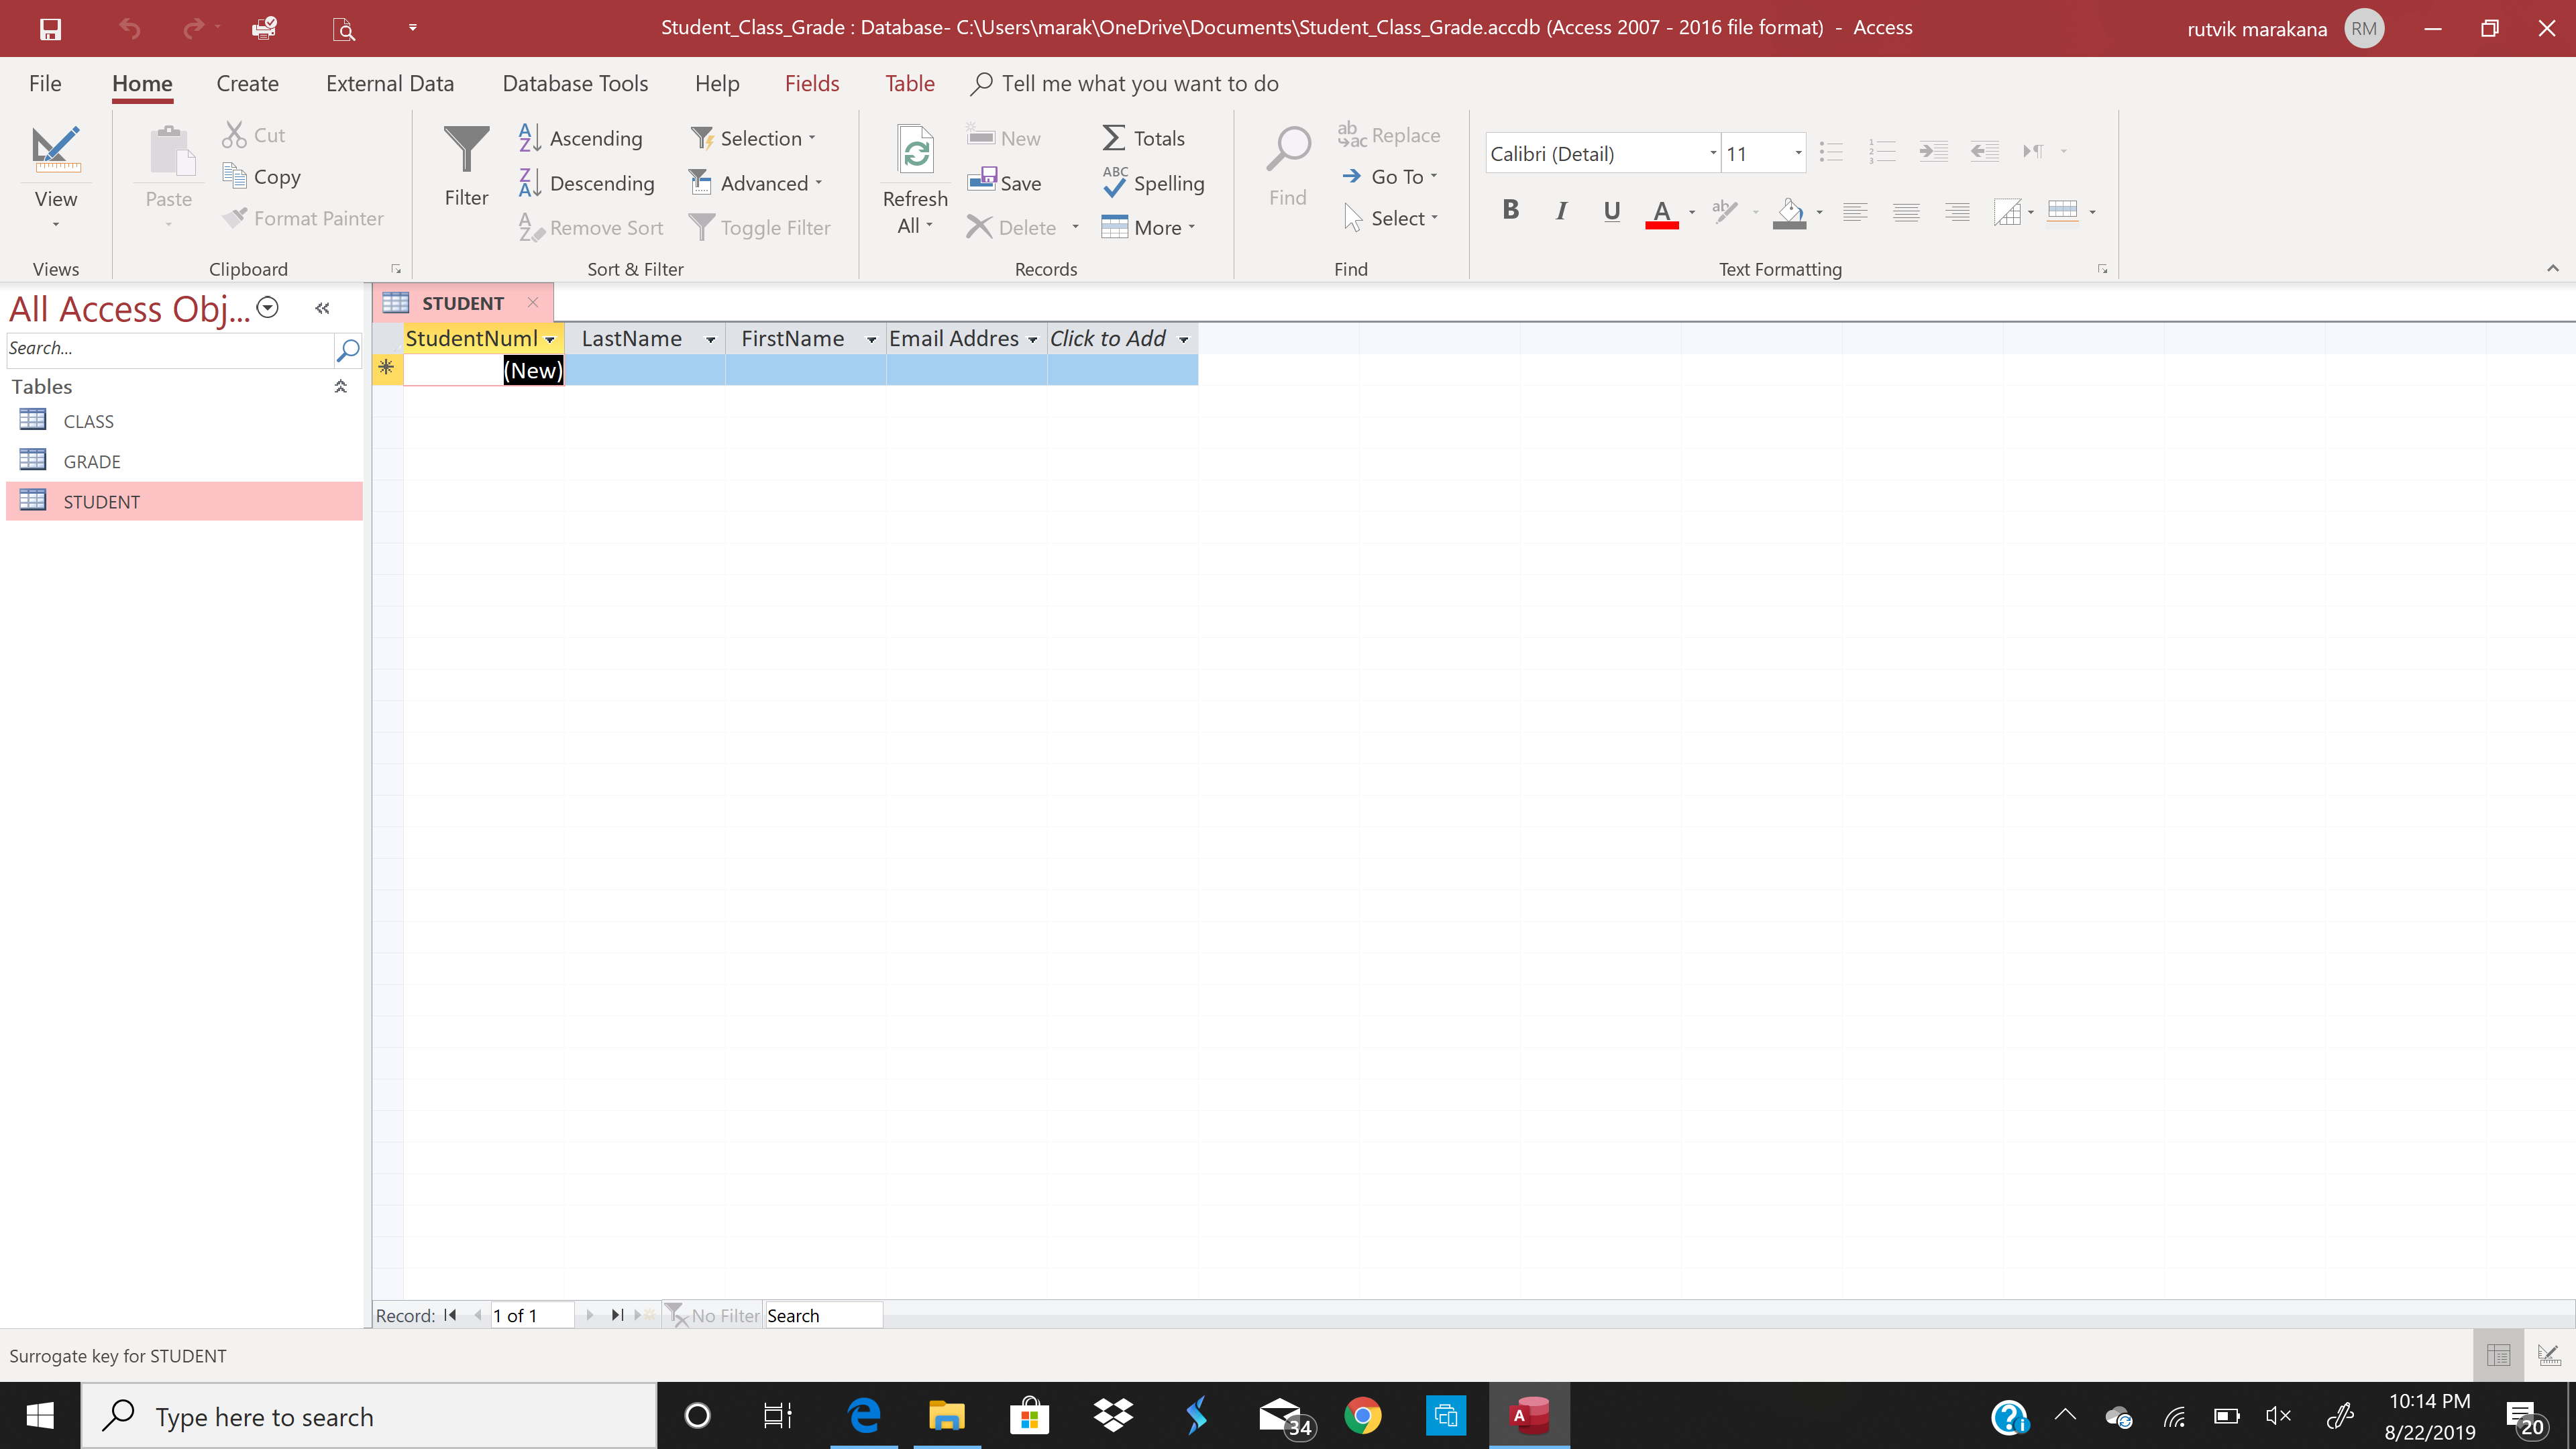 Student_Class_Grade : Database- C:\Users\marak\OneDrive\Documents\Student_Class_Grade.accdb (Access 2007 - 2016 file format) - Access
rutvik marakana RM
File Home Create External Data Database Tools Help Fields Table Tell me what you want to do
View
Views
Paste
Cut
Copy
Format Painter
Clipboard
Filter
Ascending
Descending
Remove Sort
Selection
Advanced
Toggle Filter
Sort & Filter
Refresh
All
New
Save
Delete
Totals
Spelling
More
Records
Find
Replace
Go To
Select
Find
Calibri (Detail) 11
B I U A
Text Formatting
All Access Obj...
Search...
Tables
CLASS
GRADE
STUDENT
STUDENT
StudentNuml LastName FirstName Email Addres Click to Add
(New)
Record: 1 of 1 No Filter Search
Surrogate key for STUDENT
Type here to search
34
10:14 PM
8/22/2019
20